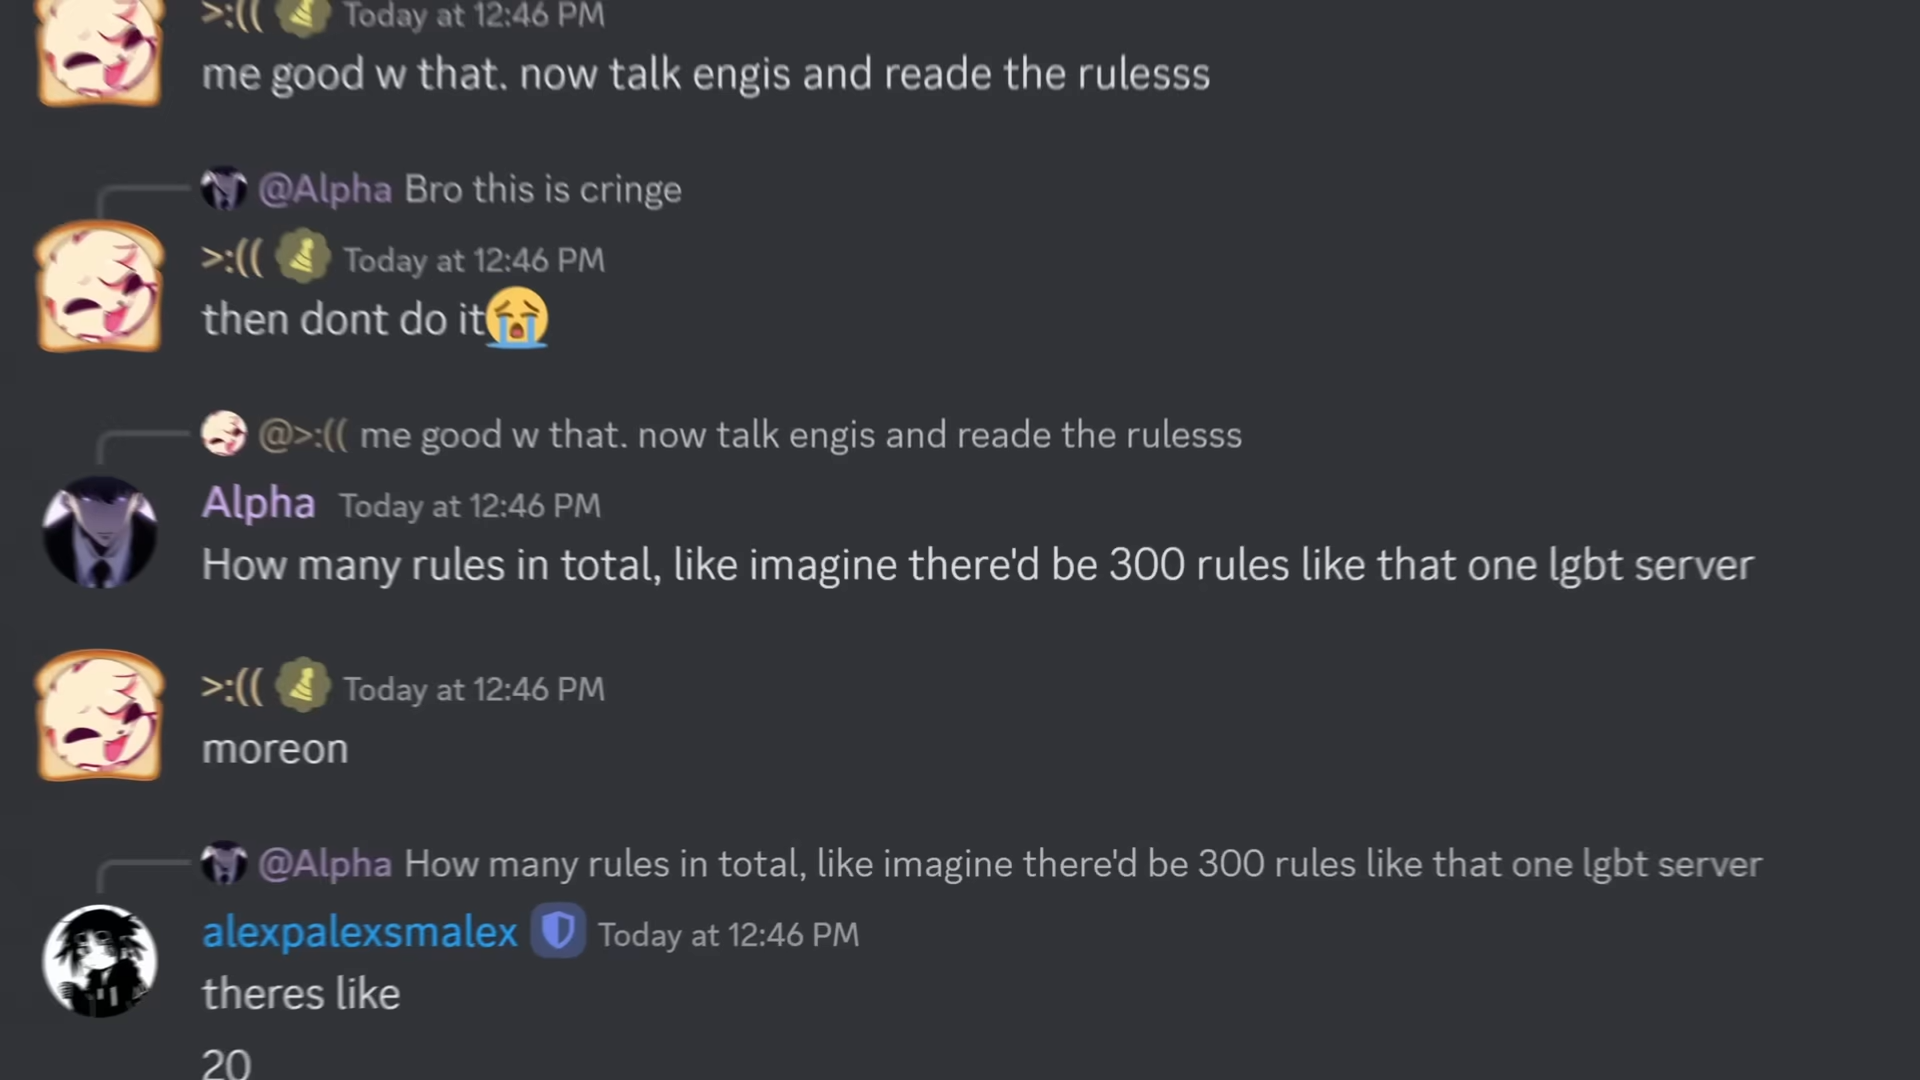 >:(( Today at 12:46 PM
me good w that. now talk engis and reade the rulesss
@Alpha Bro this is cringe
>:(( Today at 12:46 PM
then dont do it😭
@>:(( me good w that. now talk engis and reade the rulesss
Alpha Today at 12:46 PM
How many rules in total, like imagine there'd be 300 rules like that one lgbt server
>:(( Today at 12:46 PM
moreon
@Alpha How many rules in total, like imagine there'd be 300 rules like that one lgbt server
alexpalexsmalex Today at 12:46 PM
theres like
20